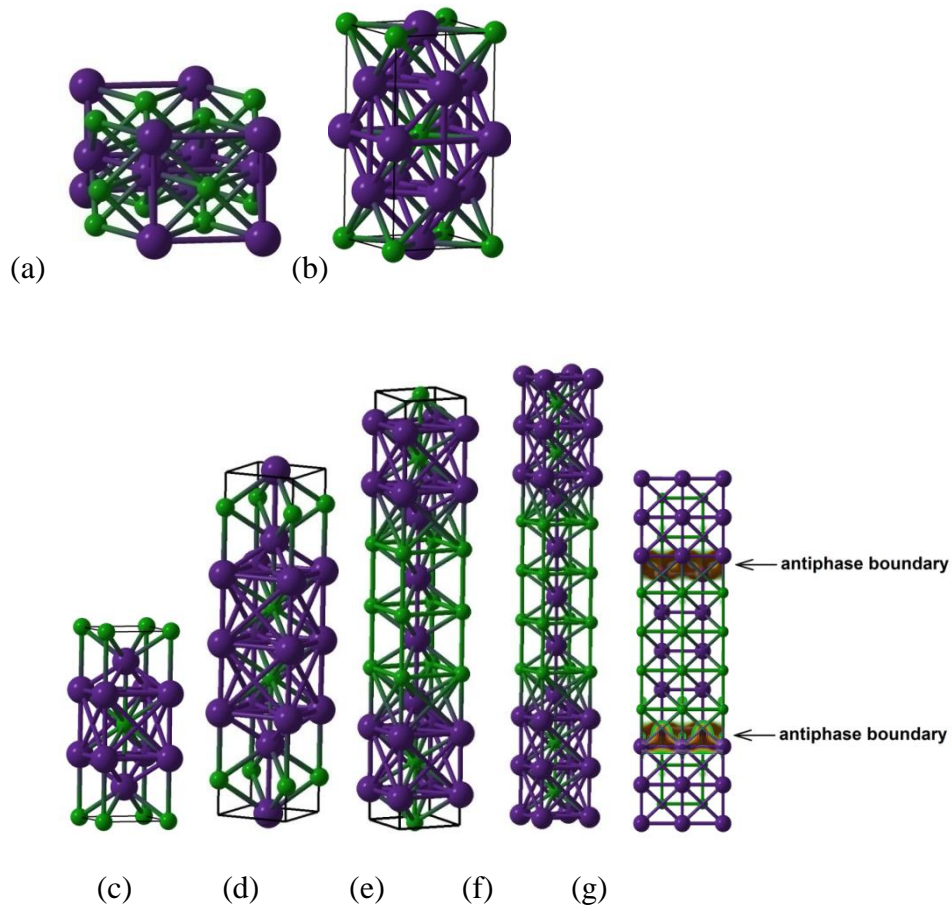 (a)
(b)
antiphase boundary
antiphase boundary
(c) (d) (e) (f) (g)